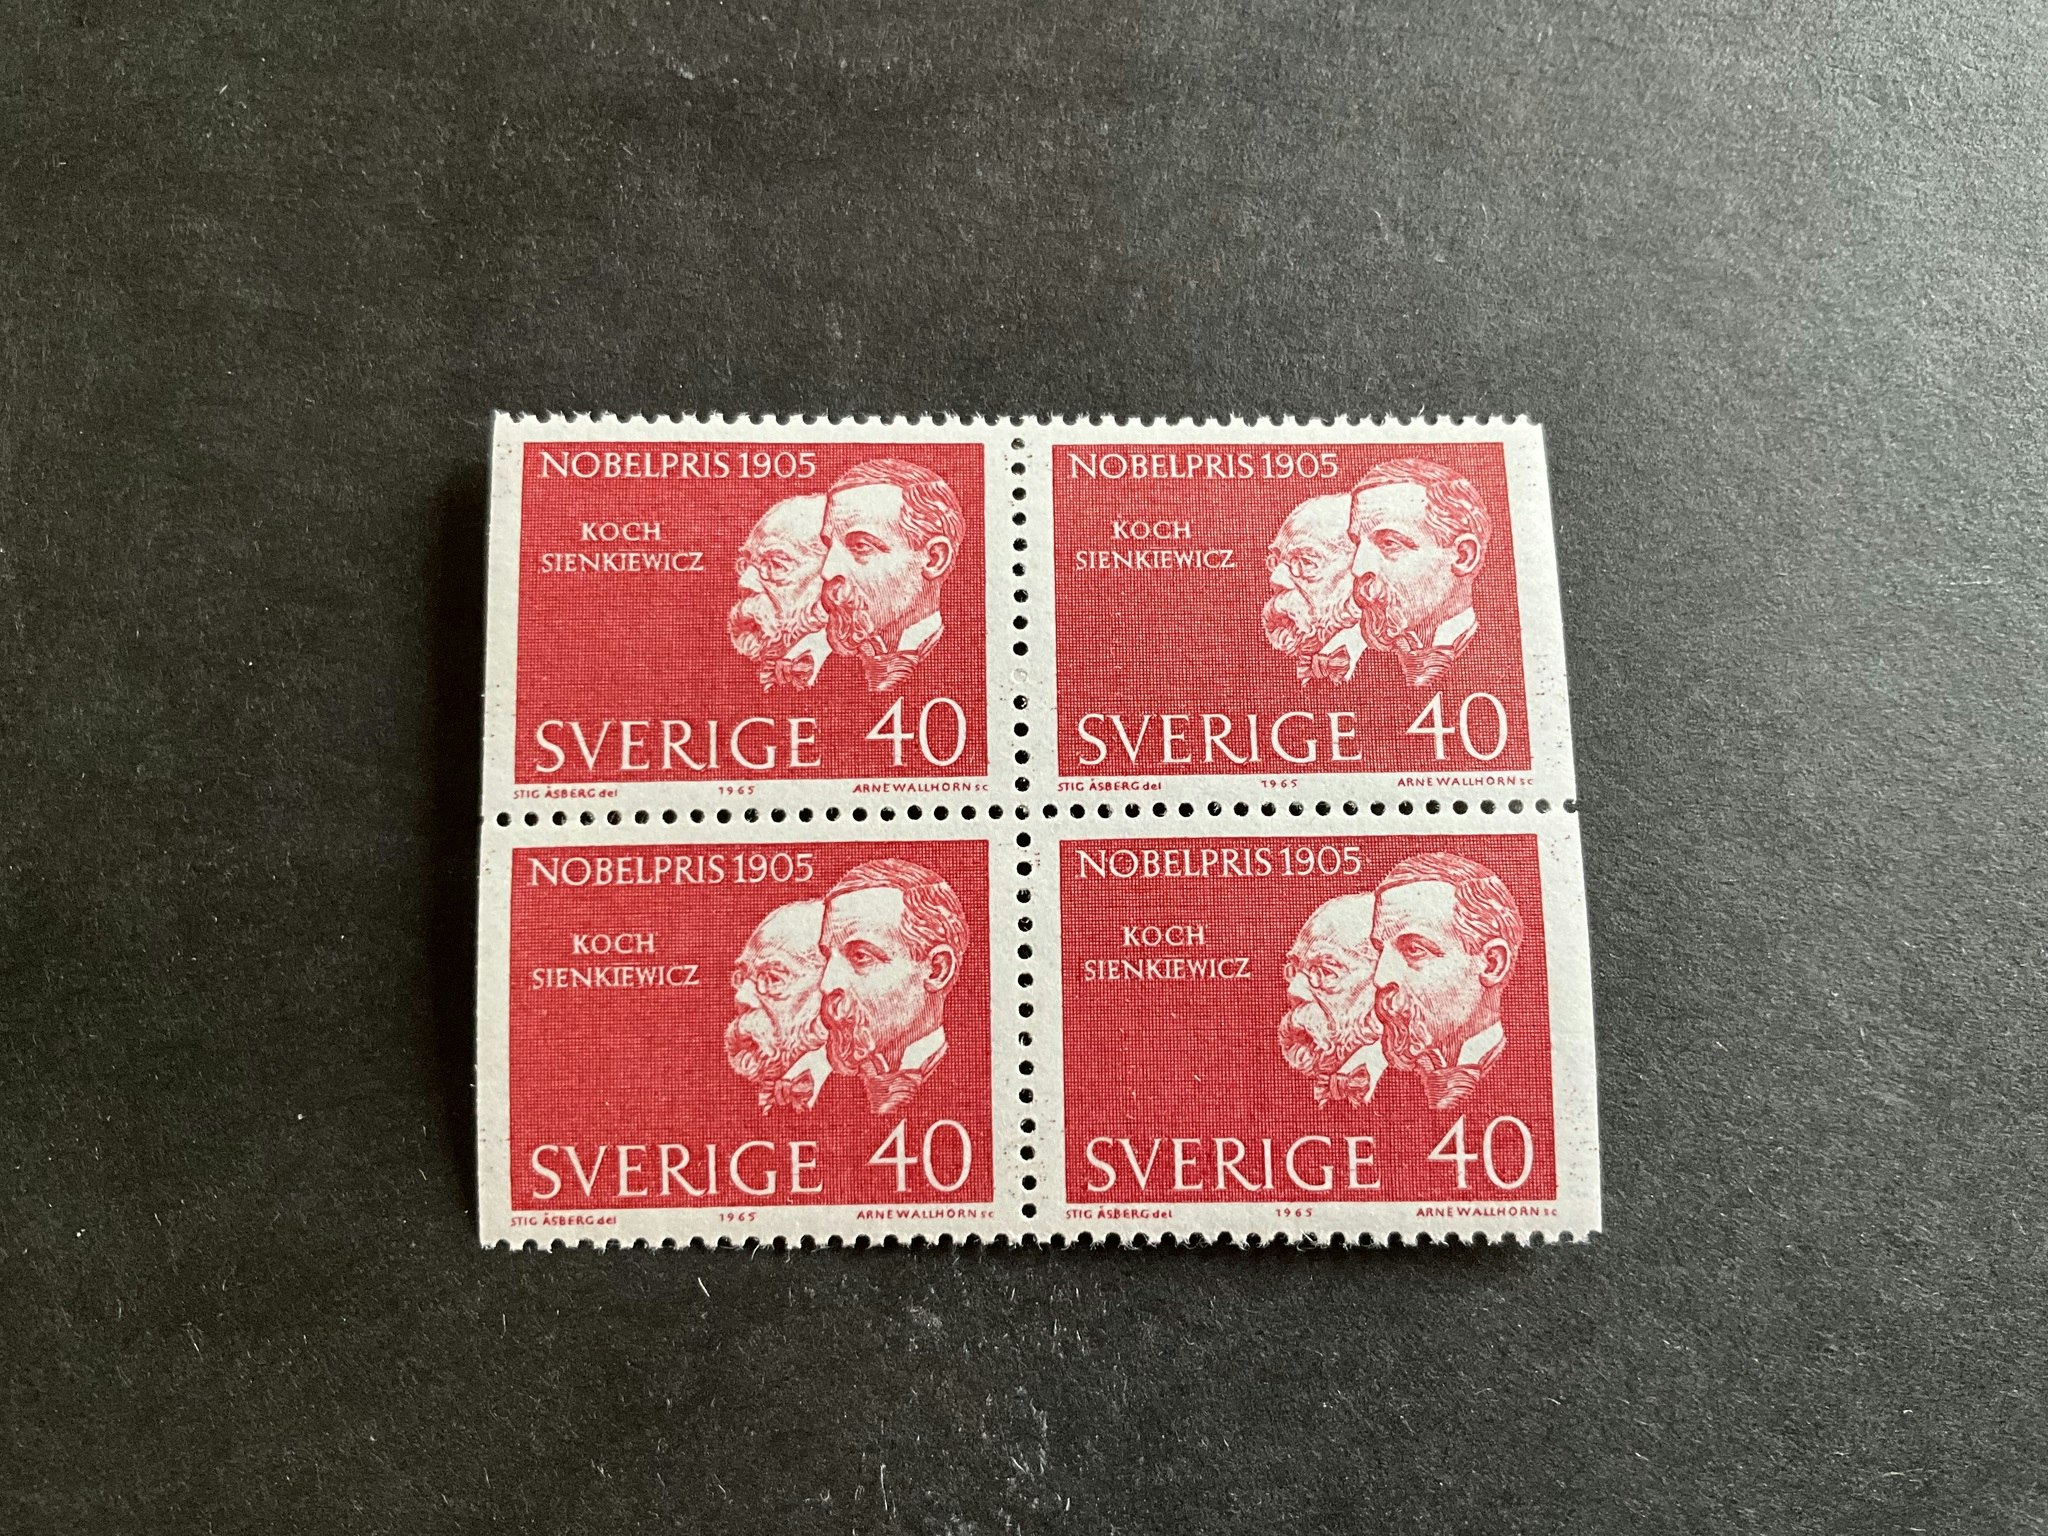 NOBELPRIS 1905
KOCH
SIENKIEWICZ
SVERIGE 40
STIG ÅSBERG del 1965 ARNE WALLHORN sc
NOBELPRIS 1905
KOCH
SIENKIEWICZ
SVERIGE 40
STIG ÅSBERG del 1965 ARNE WALLHORN sc
NOBELPRIS 1905
KOCH
SIENKIEWICZ
SVERIGE 40
STIG ÅSBERG del 1965 ARNE WALLHORN sc
NOBELPRIS 1905
KOCH
SIENKIEWICZ
SVERIGE 40
STIG ÅSBERG del 1965 ARNE WALLHORN sc